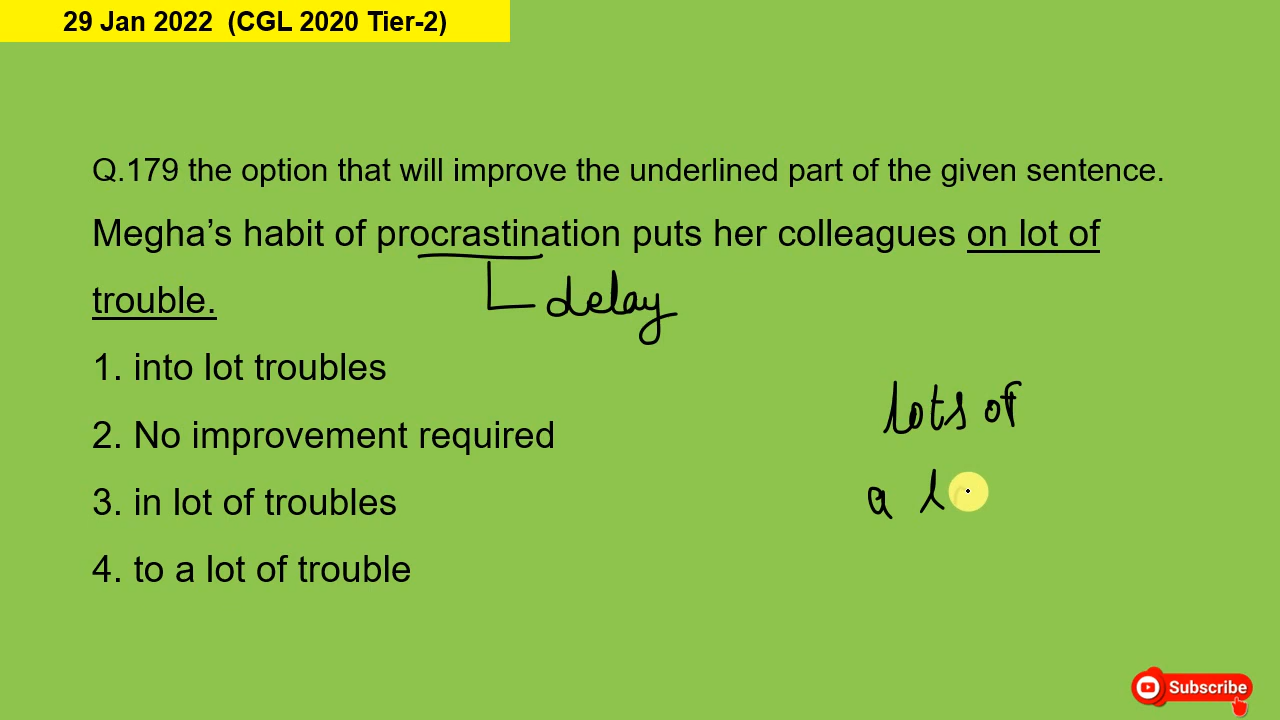 29 Jan 2022 (CGL 2020 Tier-2)
Q.179 the option that will improve the underlined part of the given sentence.
Megha’s habit of procrastination puts her colleagues on lot of
trouble.
delay
1. into lot troubles
2. No improvement required
3. in lot of troubles
4. to a lot of trouble
lots of
a l
Subscribe